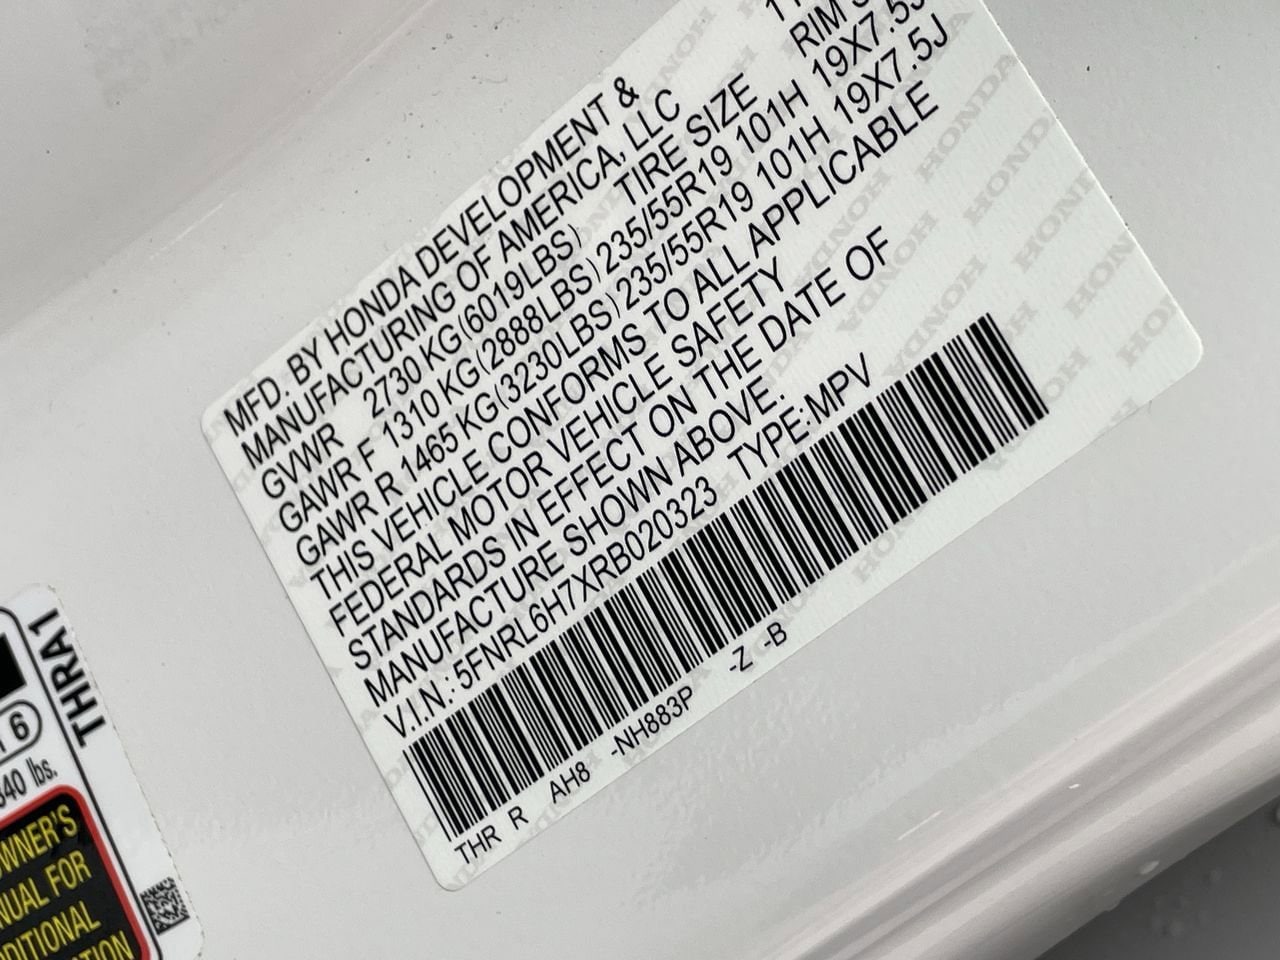 MFD. BY HONDA DEVELOPMENT &
MANUFACTURING OF AMERICA, LLC
GVWR 2730 KG(6019LBS) TIRE SIZE RIM
GAWR F 1310 KG(2888LBS) 235/55R19 101H 19X7.5J
GAWR R 1465 KG(3230LBS) 235/55R19 101H 19X7.5J
THIS VEHICLE CONFORMS TO ALL APPLICABLE
FEDERAL MOTOR VEHICLE SAFETY
STANDARDS IN EFFECT ON THE DATE OF
MANUFACTURE SHOWN ABOVE.
V.I.N.: 5FNRL6H7XRB020323 TYPE:MPV
THR R AH8 -NH883P -Z -B
THRA1
6
340 lbs.
OWNER'S
FOR